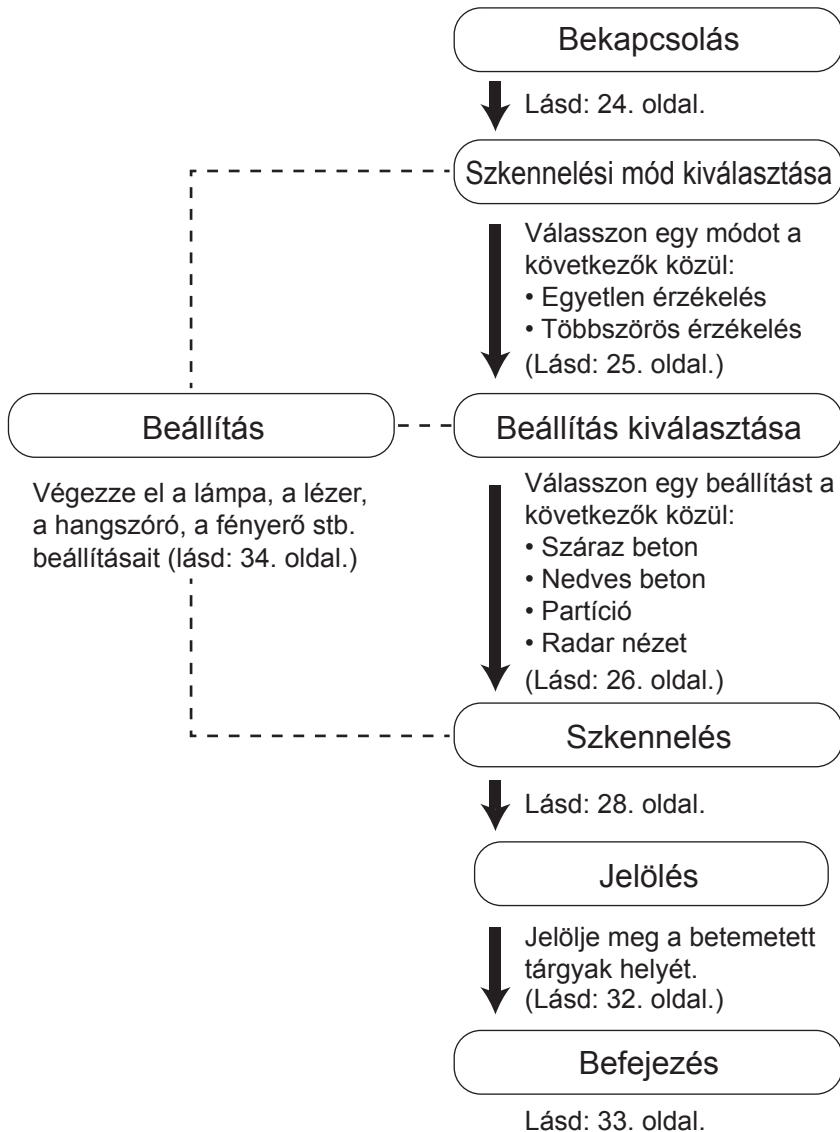 Bekapcsolás
Lásd: 24. oldal.
Szkennelési mód kiválasztása
Válasszon egy módot a
következők közül:
• Egyetlen érzékelés
• Többszörös érzékelés
(Lásd: 25. oldal.)
Beállítás
Végezze el a lámpa, a lézer,
a hangszóró, a fényerő stb.
beállításait (lásd: 34. oldal.)
Beállítás kiválasztása
Válasszon egy beállítást a
következők közül:
• Száraz beton
• Nedves beton
• Partíció
• Radar nézet
(Lásd: 26. oldal.)
Szkennelés
Lásd: 28. oldal.
Jelölés
Jelölje meg a betemetett
tárgyak helyét.
(Lásd: 32. oldal.)
Befejezés
Lásd: 33. oldal.